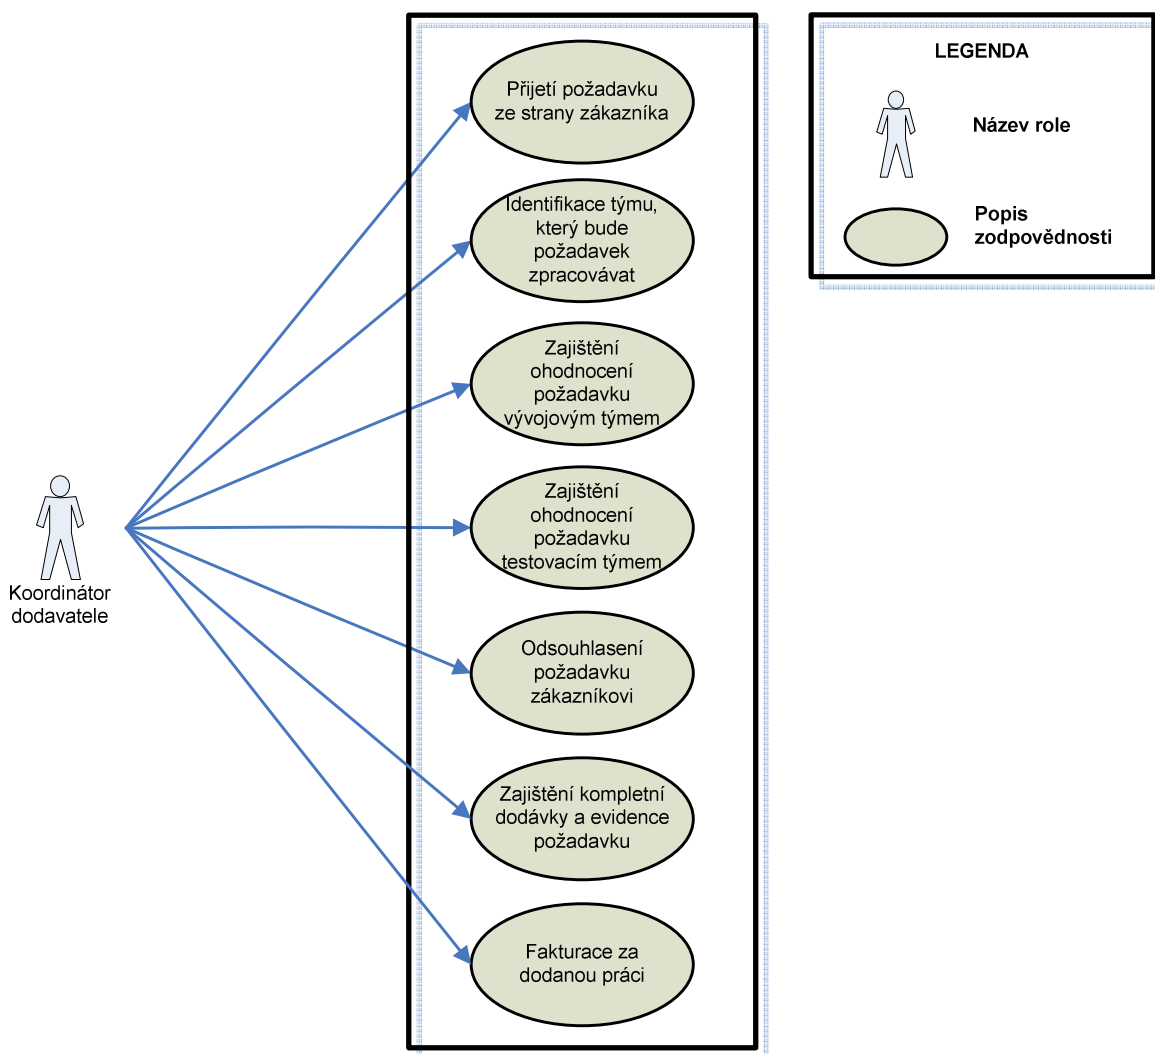 Přijetí požadavku
ze strany zákazníka
Identifikace týmu,
který bude
požadavek
zpracovávat
Zajištění
ohodnocení
požadavku
vývojovým týmem
Zajištění
ohodnocení
požadavku
testovacím týmem
Odsouhlasení
požadavku
zákazníkovi
Zajištění kompletní
dodávky a evidence
požadavku
Fakturace za
dodanou práci
Koordinátor
dodavatele
LEGENDA
Název role
Popis
zodpovědnosti